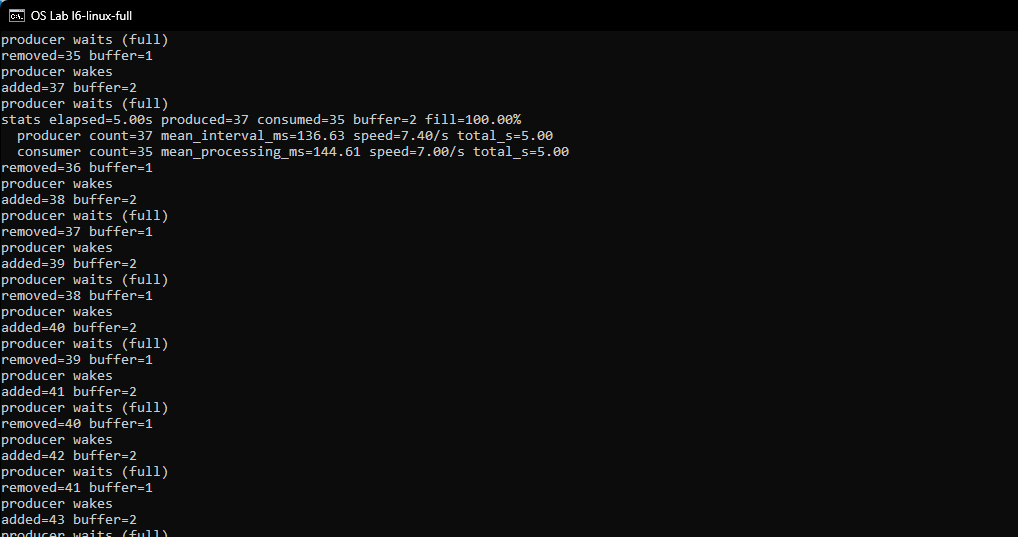 OS Lab I6-linux-full
producer waits (full)
removed=35 buffer=1
producer wakes
added=37 buffer=2
producer waits (full)
stats elapsed=5.00s produced=37 consumed=35 buffer=2 fill=100.00%
  producer count=37 mean_interval_ms=136.63 speed=7.40/s total_s=5.00
  consumer count=35 mean_processing_ms=144.61 speed=7.00/s total_s=5.00
removed=36 buffer=1
producer wakes
added=38 buffer=2
producer waits (full)
removed=37 buffer=1
producer wakes
added=39 buffer=2
producer waits (full)
removed=38 buffer=1
producer wakes
added=40 buffer=2
producer waits (full)
removed=39 buffer=1
producer wakes
added=41 buffer=2
producer waits (full)
removed=40 buffer=1
producer wakes
added=42 buffer=2
producer waits (full)
removed=41 buffer=1
producer wakes
added=43 buffer=2
producer waits (full)